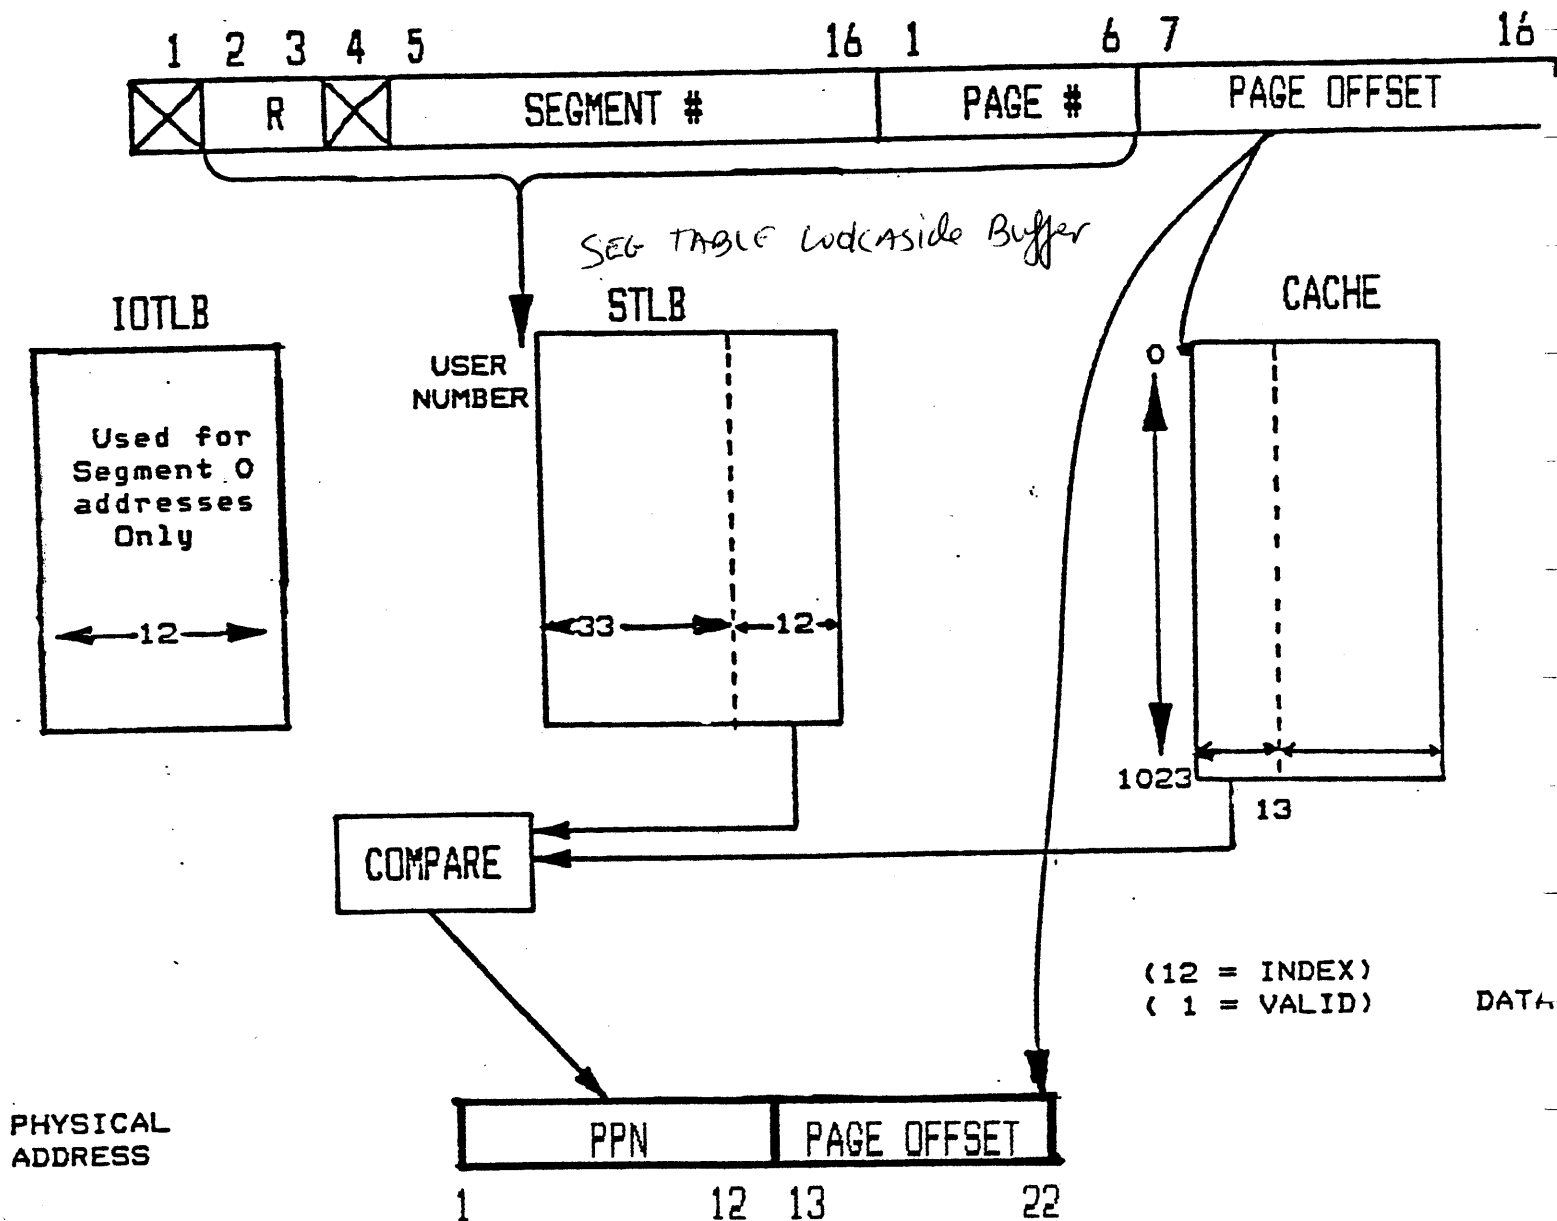 1 2 3 4 5 16 1 6 7 16
R SEGMENT # PAGE # PAGE OFFSET
SEG TABLE Lookaside Buffer
IOTLB
STLB
CACHE
USER
NUMBER
0
Used for
Segment 0
addresses
Only
12
33
12
1023
13
COMPARE
(12 = INDEX)
( 1 = VALID)
DATA
PHYSICAL
ADDRESS
PPN PAGE OFFSET
1 12 13 22